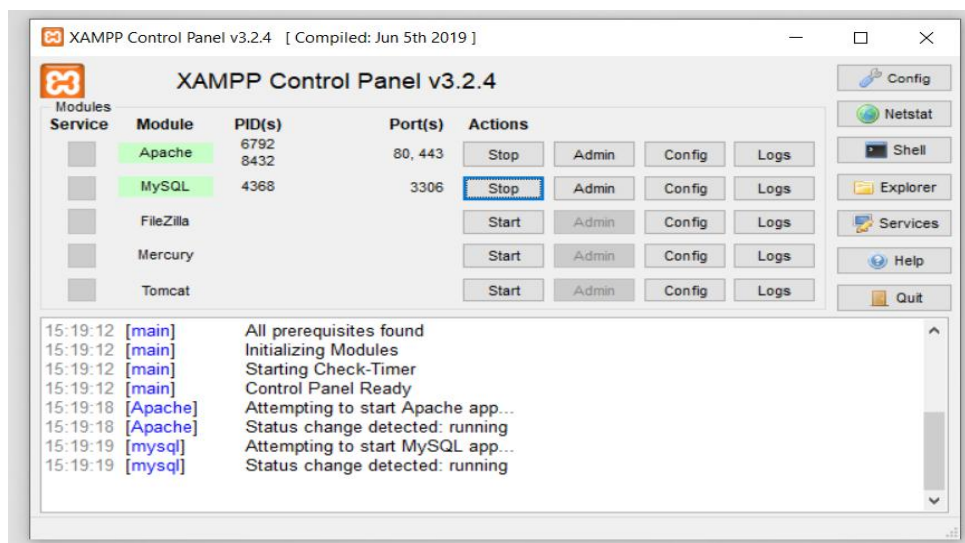 XAMPP Control Panel v3.2.4 [ Compiled: Jun 5th 2019 ]
XAMPP Control Panel v3.2.4
Config
Modules
Service Module PID(s) Port(s) Actions
Netstat
Apache 6792 8432 80, 443 Stop Admin Config Logs
Shell
MySQL 4368 3306 Stop Admin Config Logs
Explorer
FileZilla Start Admin Config Logs
Services
Mercury Start Admin Config Logs
Help
Tomcat Start Admin Config Logs
Quit
15:19:12 [main] All prerequisites found
15:19:12 [main] Initializing Modules
15:19:12 [main] Starting Check-Timer
15:19:12 [main] Control Panel Ready
15:19:18 [Apache] Attempting to start Apache app...
15:19:18 [Apache] Status change detected: running
15:19:19 [mysql] Attempting to start MySQL app...
15:19:19 [mysql] Status change detected: running